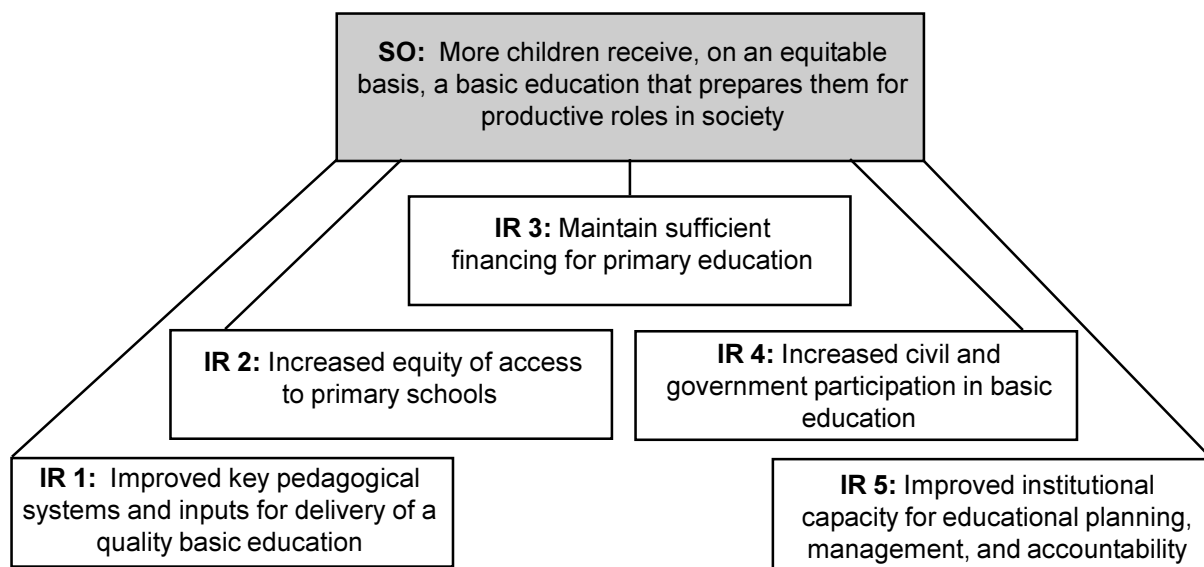 SO: More children receive, on an equitable
basis, a basic education that prepares them for
productive roles in society
IR 3: Maintain sufficient
financing for primary education
IR 2: Increased equity of access
to primary schools
IR 4: Increased civil and
government participation in basic
education
IR 1: Improved key pedagogical
systems and inputs for delivery of a
quality basic education
IR 5: Improved institutional
capacity for educational planning,
management, and accountability